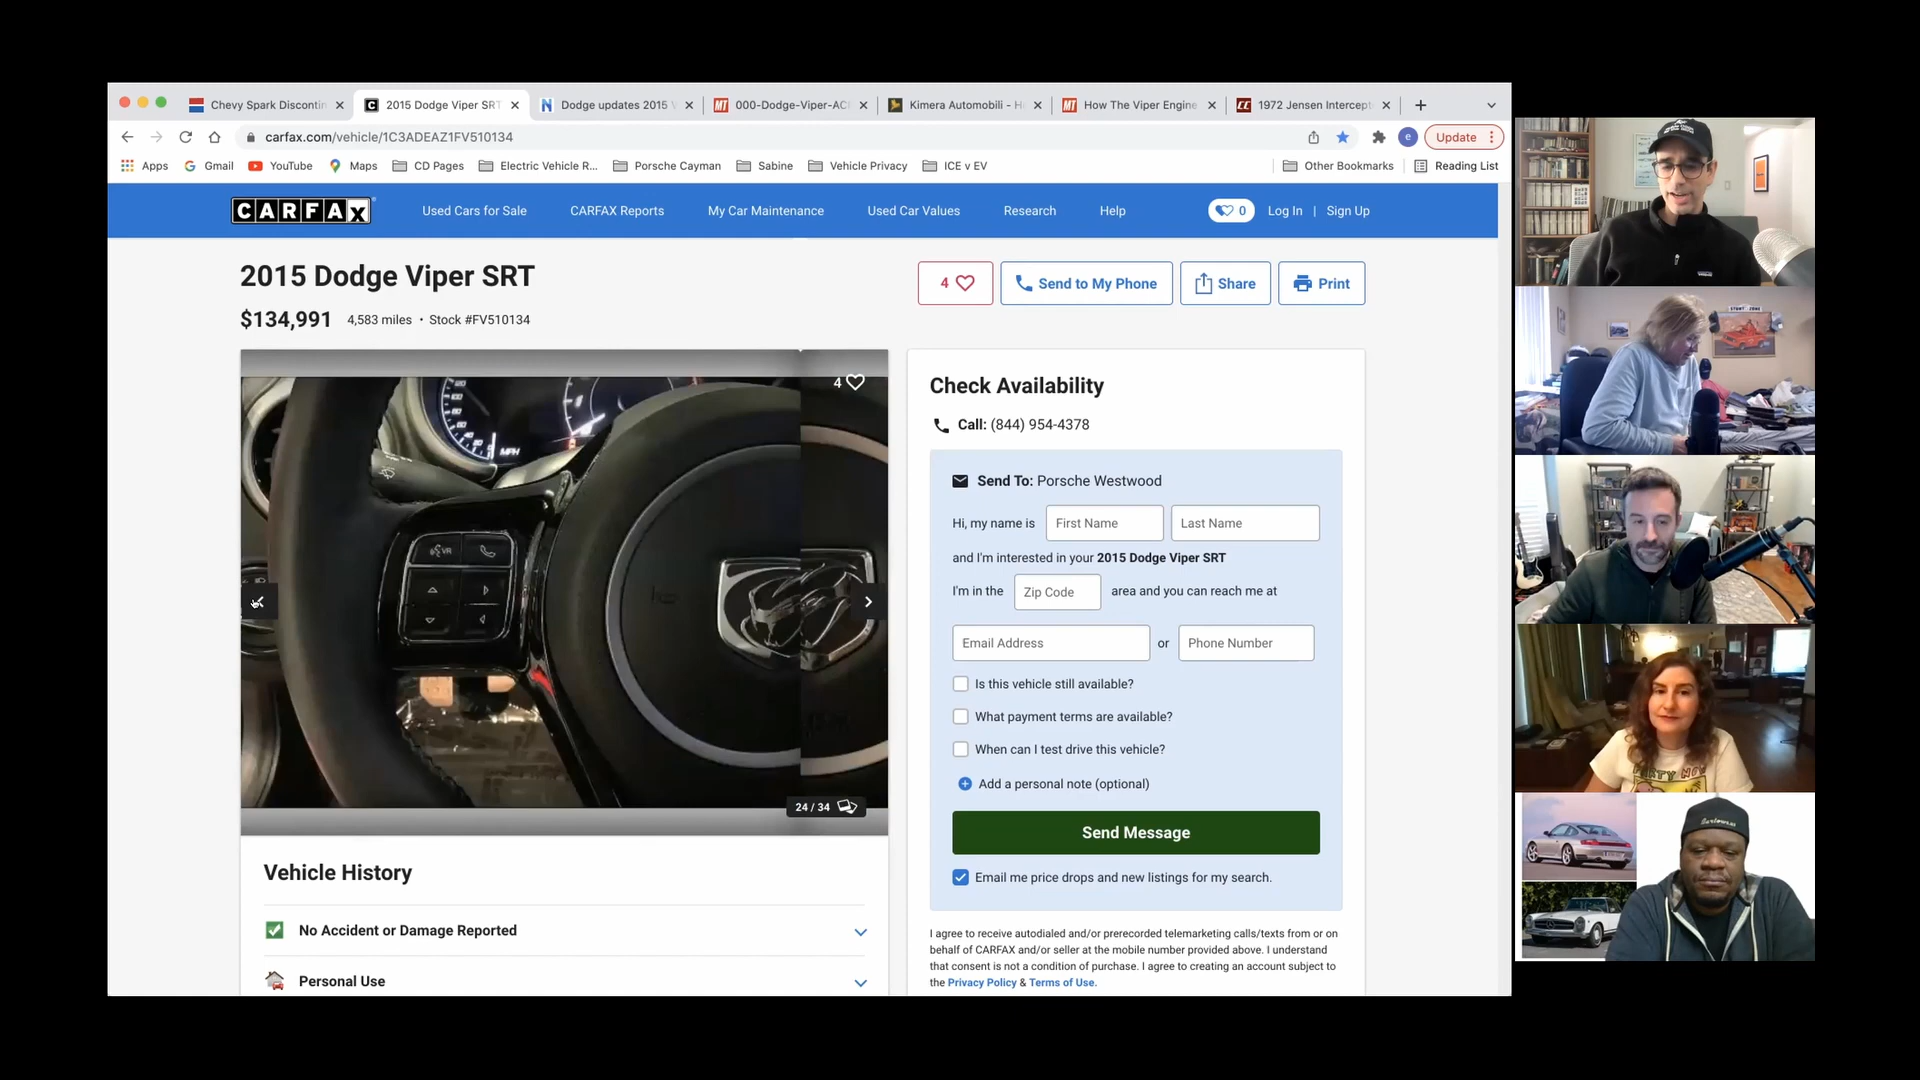 Chevy Spark Discontin
2015 Dodge Viper SRT
Dodge updates 2015 V
000-Dodge-Viper-AC
Kimera Automobili - H
How The Viper Engine
1972 Jensen Intercept
carfax.com/vehicle/1C3ADEAZ1FV510134
e
Update
Apps
Gmail
YouTube
Maps
CD Pages
Electric Vehicle R...
Porsche Cayman
Sabine
Vehicle Privacy
ICE v EV
Other Bookmarks
Reading List
CARFAX
Used Cars for Sale
CARFAX Reports
My Car Maintenance
Used Car Values
Research
Help
0
Log In | Sign Up
2015 Dodge Viper SRT
$134,991 4,583 miles • Stock #FV510134
4
Send to My Phone
Share
Print
4
MPH
VR
24 / 34
Check Availability
Call: (844) 954-4378
Send To: Porsche Westwood
Hi, my name is First Name Last Name
and I'm interested in your 2015 Dodge Viper SRT
I'm in the Zip Code area and you can reach me at
Email Address or Phone Number
Is this vehicle still available?
What payment terms are available?
When can I test drive this vehicle?
Add a personal note (optional)
Send Message
Email me price drops and new listings for my search.
I agree to receive autodialed and/or prerecorded telemarketing calls/texts from or on
behalf of CARFAX and/or seller at the mobile number provided above. I understand
that consent is not a condition of purchase. I agree to creating an account subject to
the Privacy Policy & Terms of Use.
Vehicle History
No Accident or Damage Reported
Personal Use
STUNT ZONE
PARTY NOW